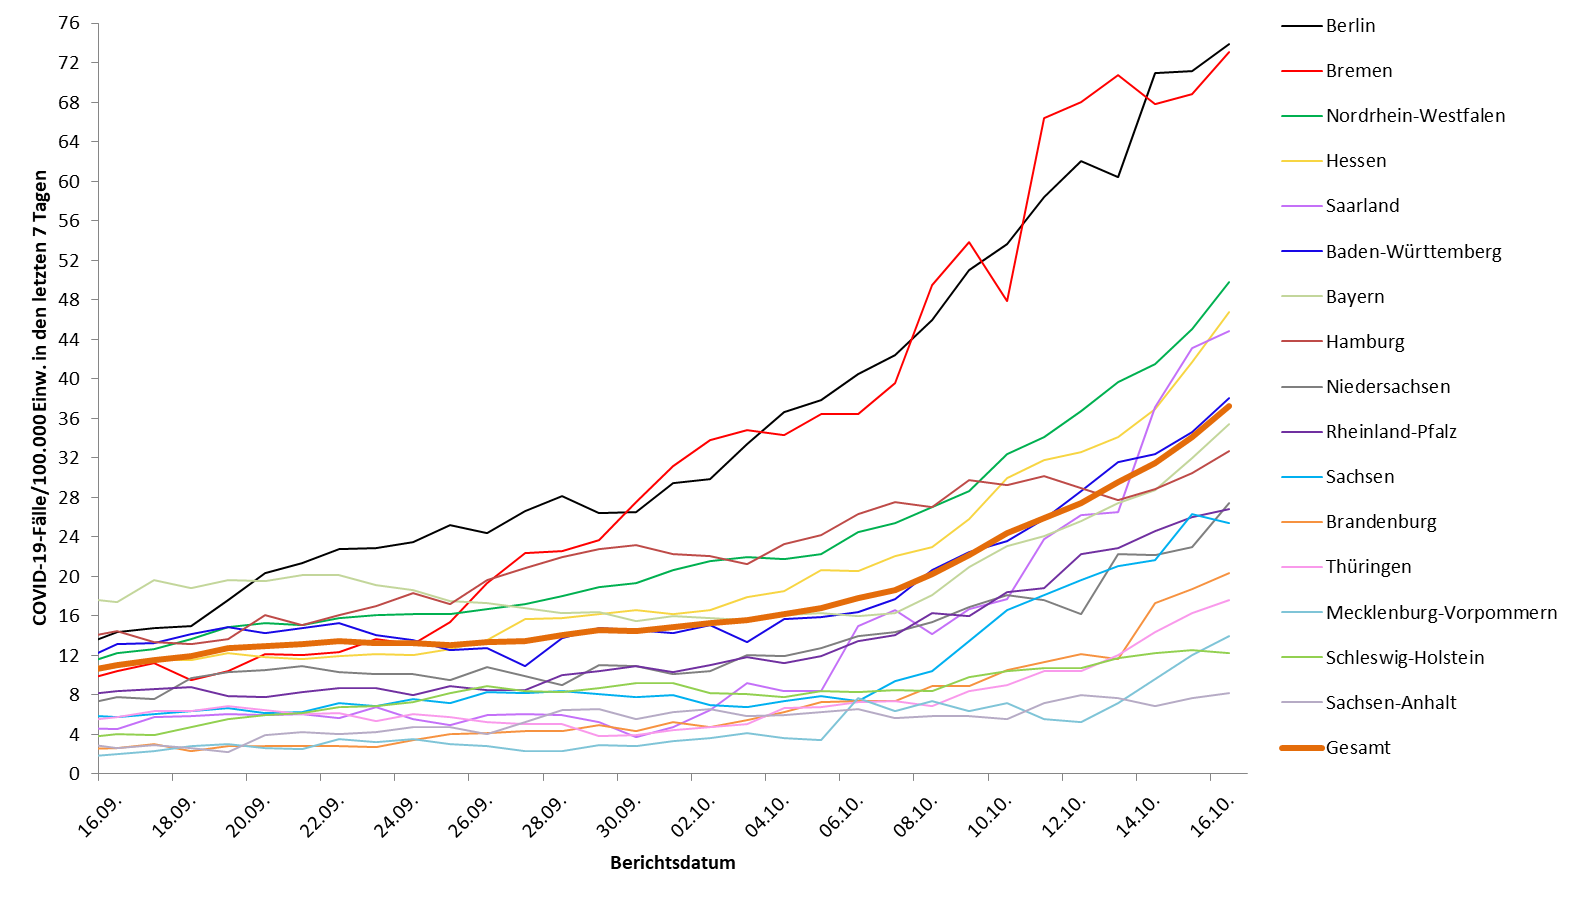 COVID-19-Fälle/100.000 Einw. in den letzten 7 Tagen
76
72
68
64
60
56
52
48
44
40
36
32
28
24
20
16
12
8
4
0
16.09.
18.09.
20.09.
22.09.
24.09.
26.09.
28.09.
30.09.
02.10.
04.10.
06.10.
08.10.
10.10.
12.10.
14.10.
16.10.
Berichtsdatum
Berlin
Bremen
Nordrhein-Westfalen
Hessen
Saarland
Baden-Württemberg
Bayern
Hamburg
Niedersachsen
Rheinland-Pfalz
Sachsen
Brandenburg
Thüringen
Mecklenburg-Vorpommern
Schleswig-Holstein
Sachsen-Anhalt
Gesamt